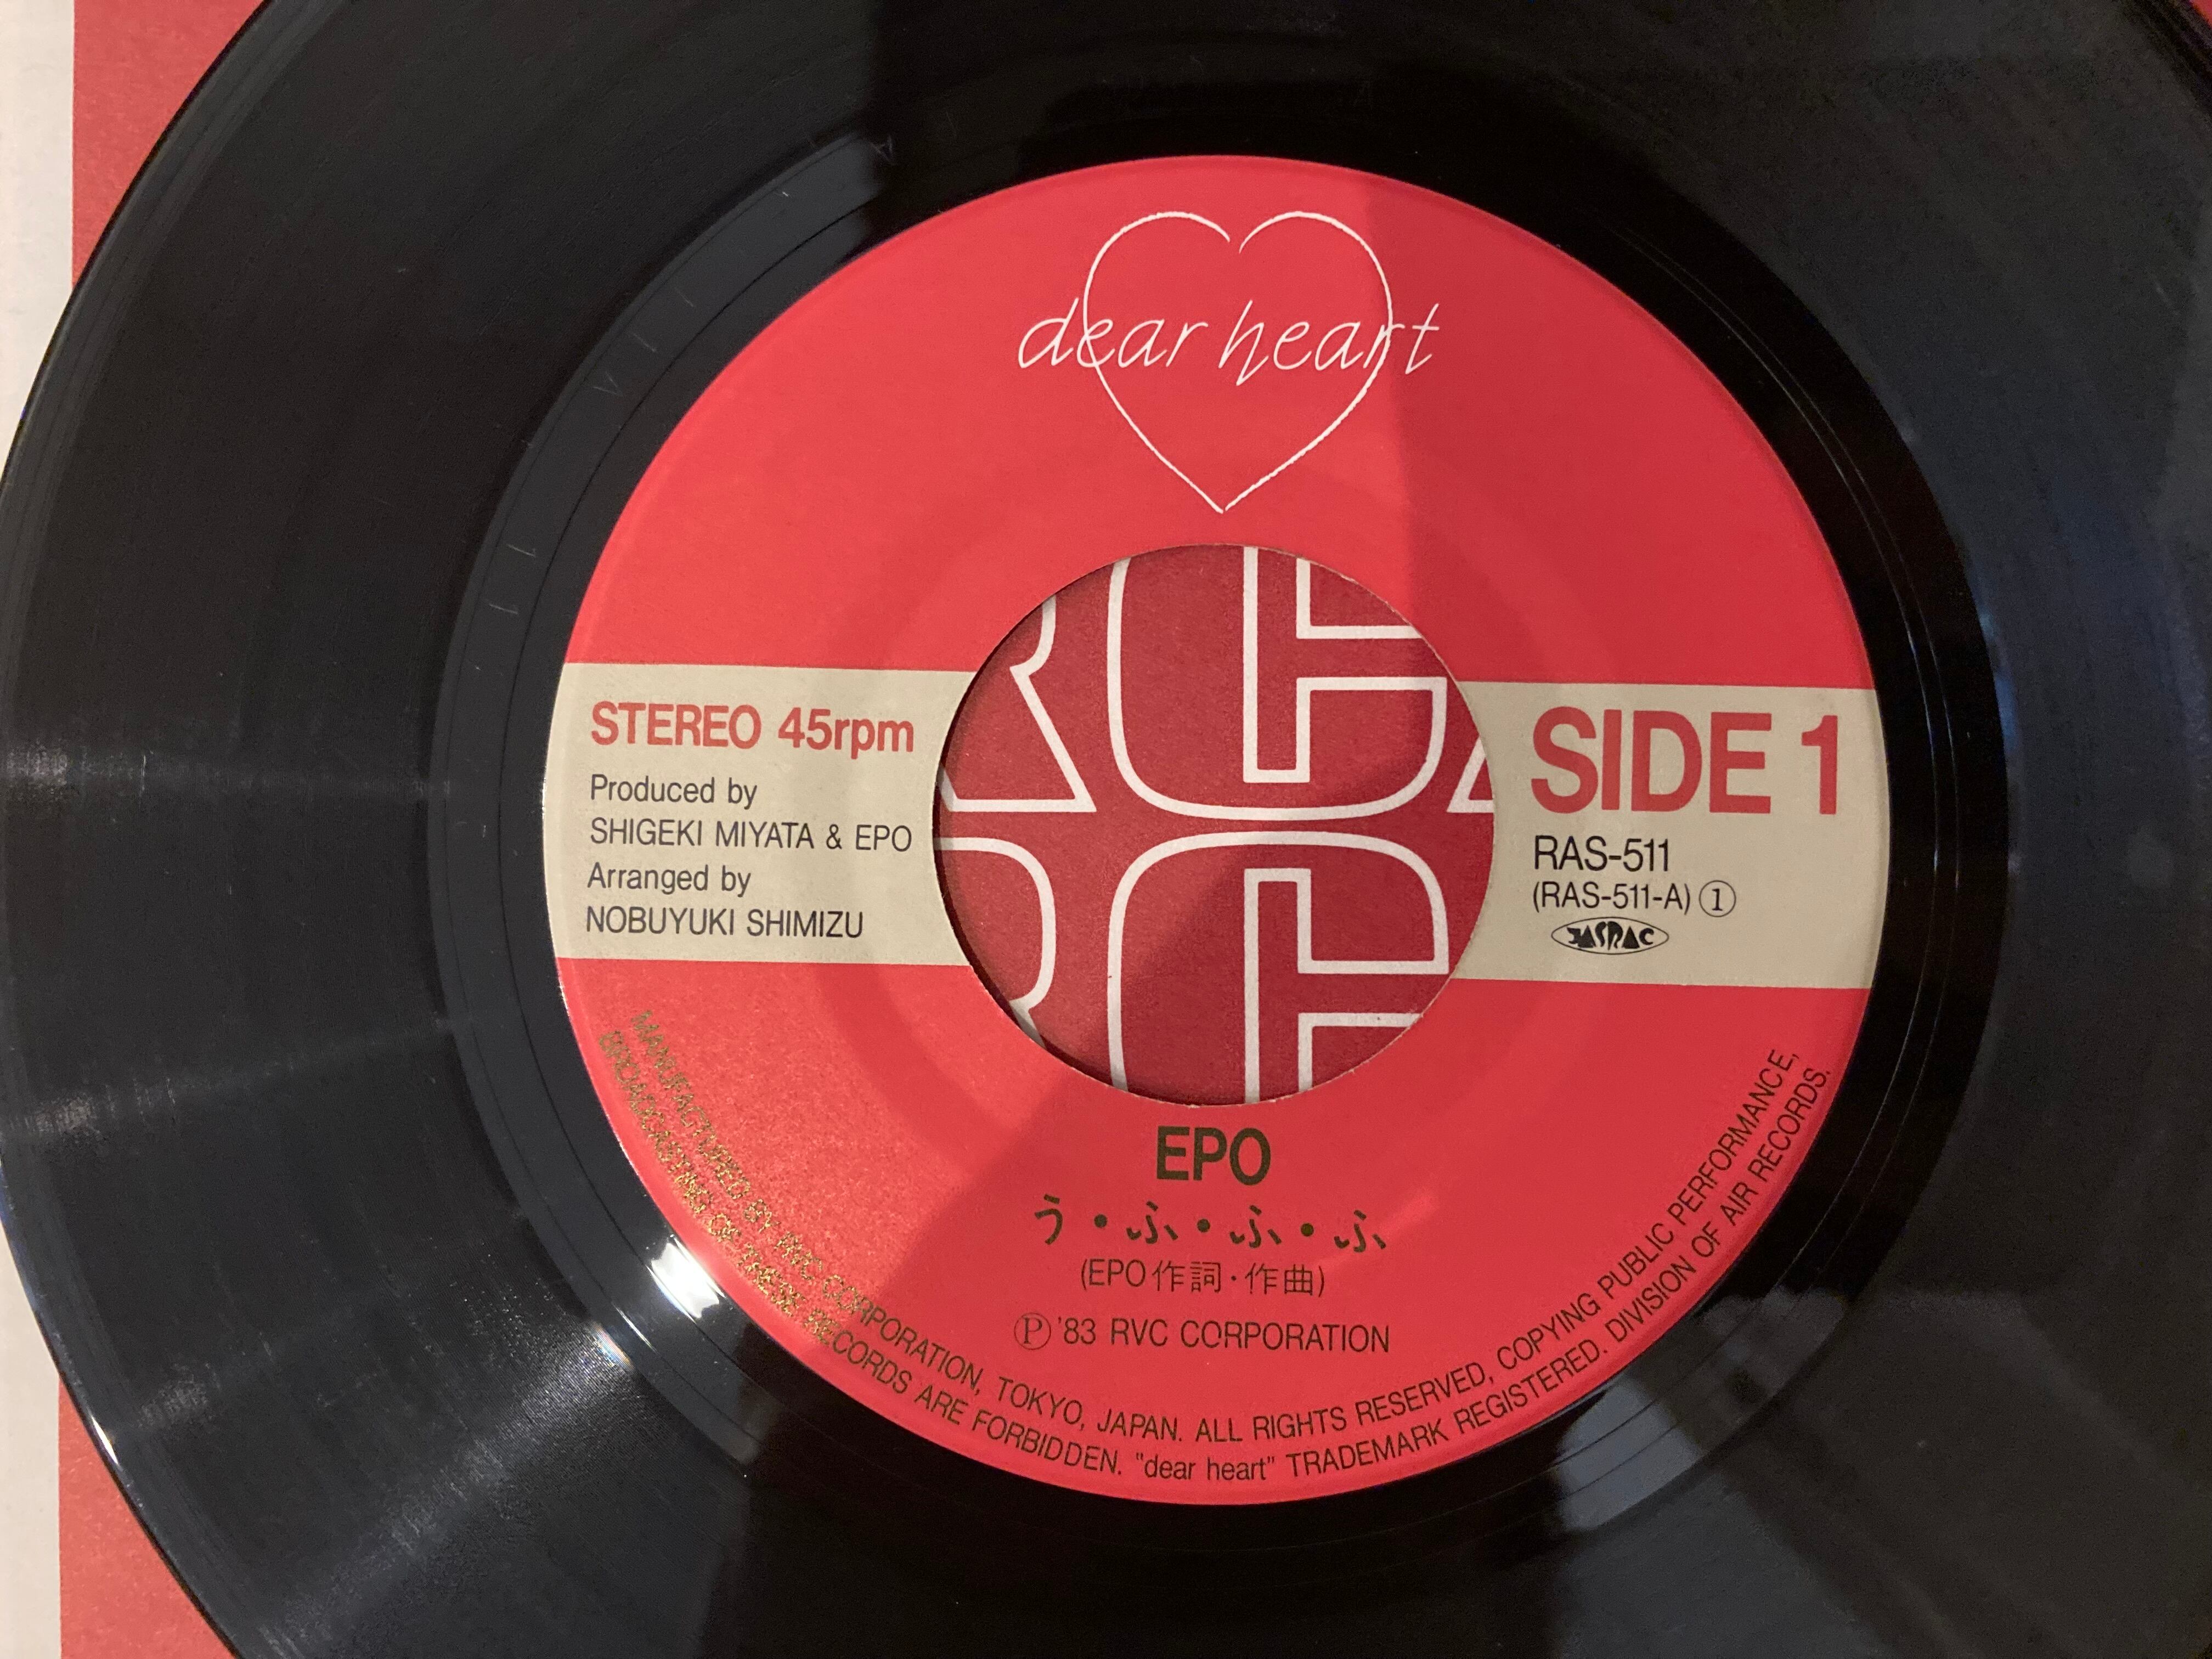 dear heart
STEREO 45rpm
Produced by
SHIGEKI MIYATA & EPO
Arranged by
NOBUYUKI SHIMIZU
RCA
RC
SIDE 1
RAS-511
(RAS-511-A) ①
JASRAC
EPO
う・ふ・ふ・ふ
(EPO作詞・作曲)
Ⓟ'83 RVC CORPORATION
MANUFACTURED BY RVC CORPORATION, TOKYO, JAPAN. ALL RIGHTS RESERVED, COPYING PUBLIC PERFORMANCE,
BROADCASTING OF THESE RECORDS ARE FORBIDDEN. "dear heart" TRADEMARK REGISTERED. DIVISION OF AIR RECORDS.